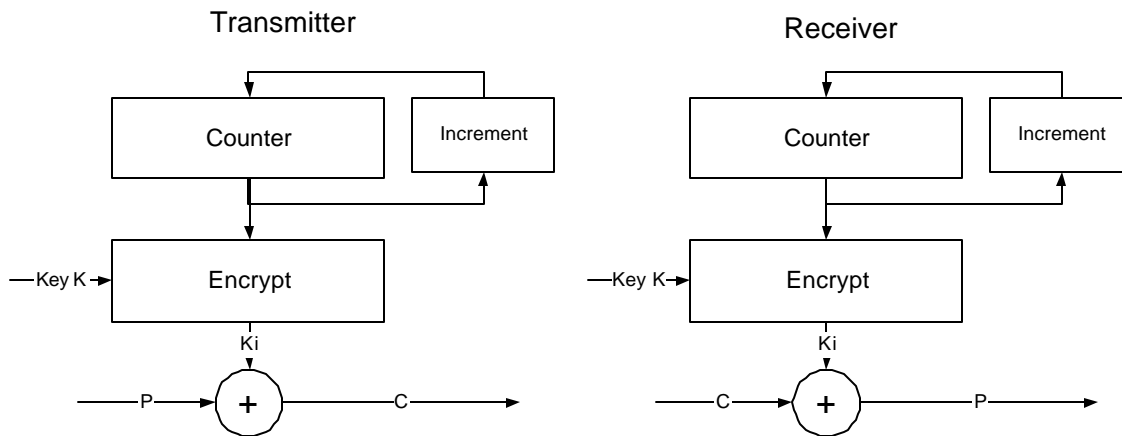 Transmitter
Receiver
Counter
Increment
Counter
Increment
Key K
Encrypt
Key K
Encrypt
Ki
Ki
P
+
C
C
+
P